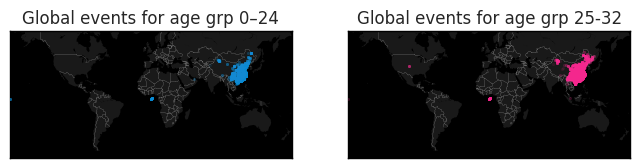 Global events for age grp 0–24
Global events for age grp 25-32